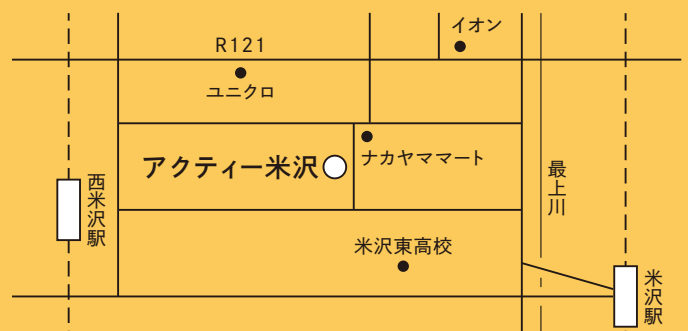 イオン
R121
ユニクロ
アクティー米沢
ナカヤママート
西米沢駅
最上川
米沢東高校
米沢駅